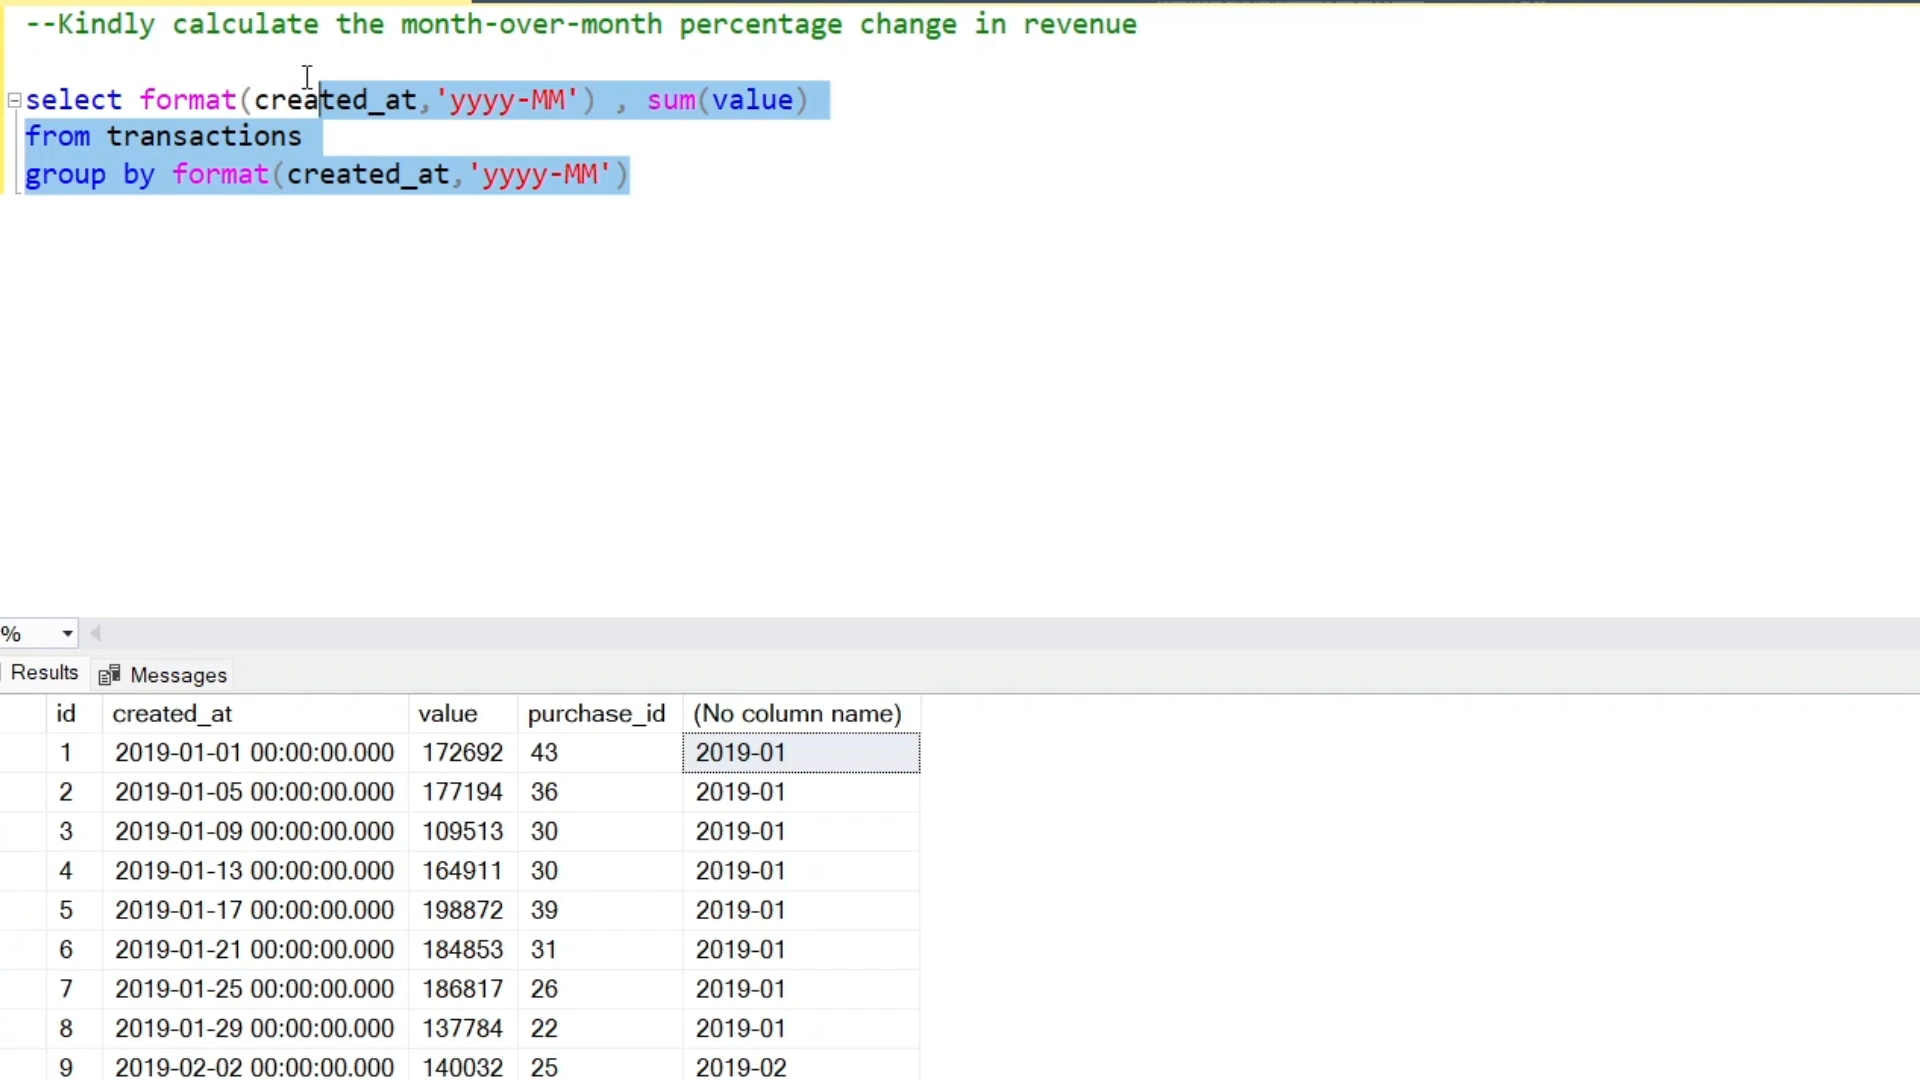 --Kindly calculate the month-over-month percentage change in revenue
select format(created_at,'yyyy-MM') , sum(value)
from transactions
group by format(created_at,'yyyy-MM')
%
Results Messages
id created_at value purchase_id (No column name)
1 2019-01-01 00:00:00.000 172692 43 2019-01
2 2019-01-05 00:00:00.000 177194 36 2019-01
3 2019-01-09 00:00:00.000 109513 30 2019-01
4 2019-01-13 00:00:00.000 164911 30 2019-01
5 2019-01-17 00:00:00.000 198872 39 2019-01
6 2019-01-21 00:00:00.000 184853 31 2019-01
7 2019-01-25 00:00:00.000 186817 26 2019-01
8 2019-01-29 00:00:00.000 137784 22 2019-01
9 2019-02-02 00:00:00.000 140032 25 2019-02